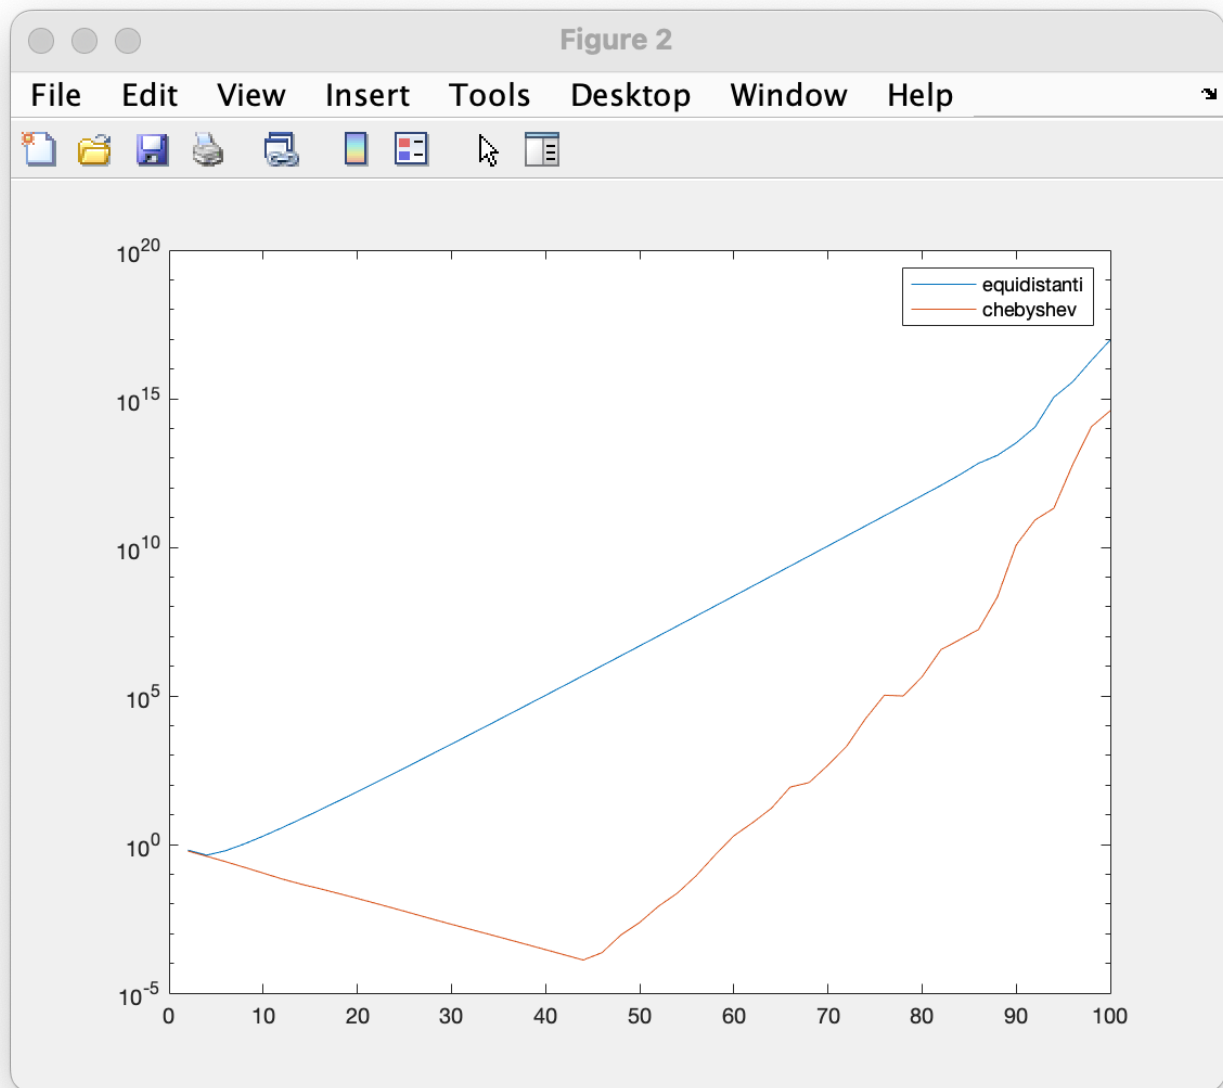 Figure 2
File Edit View Insert Tools Desktop Window Help
10^20
equidistanti
chebyshev
10^15
10^10
10^5
10^0
10^-5
0 10 20 30 40 50 60 70 80 90 100